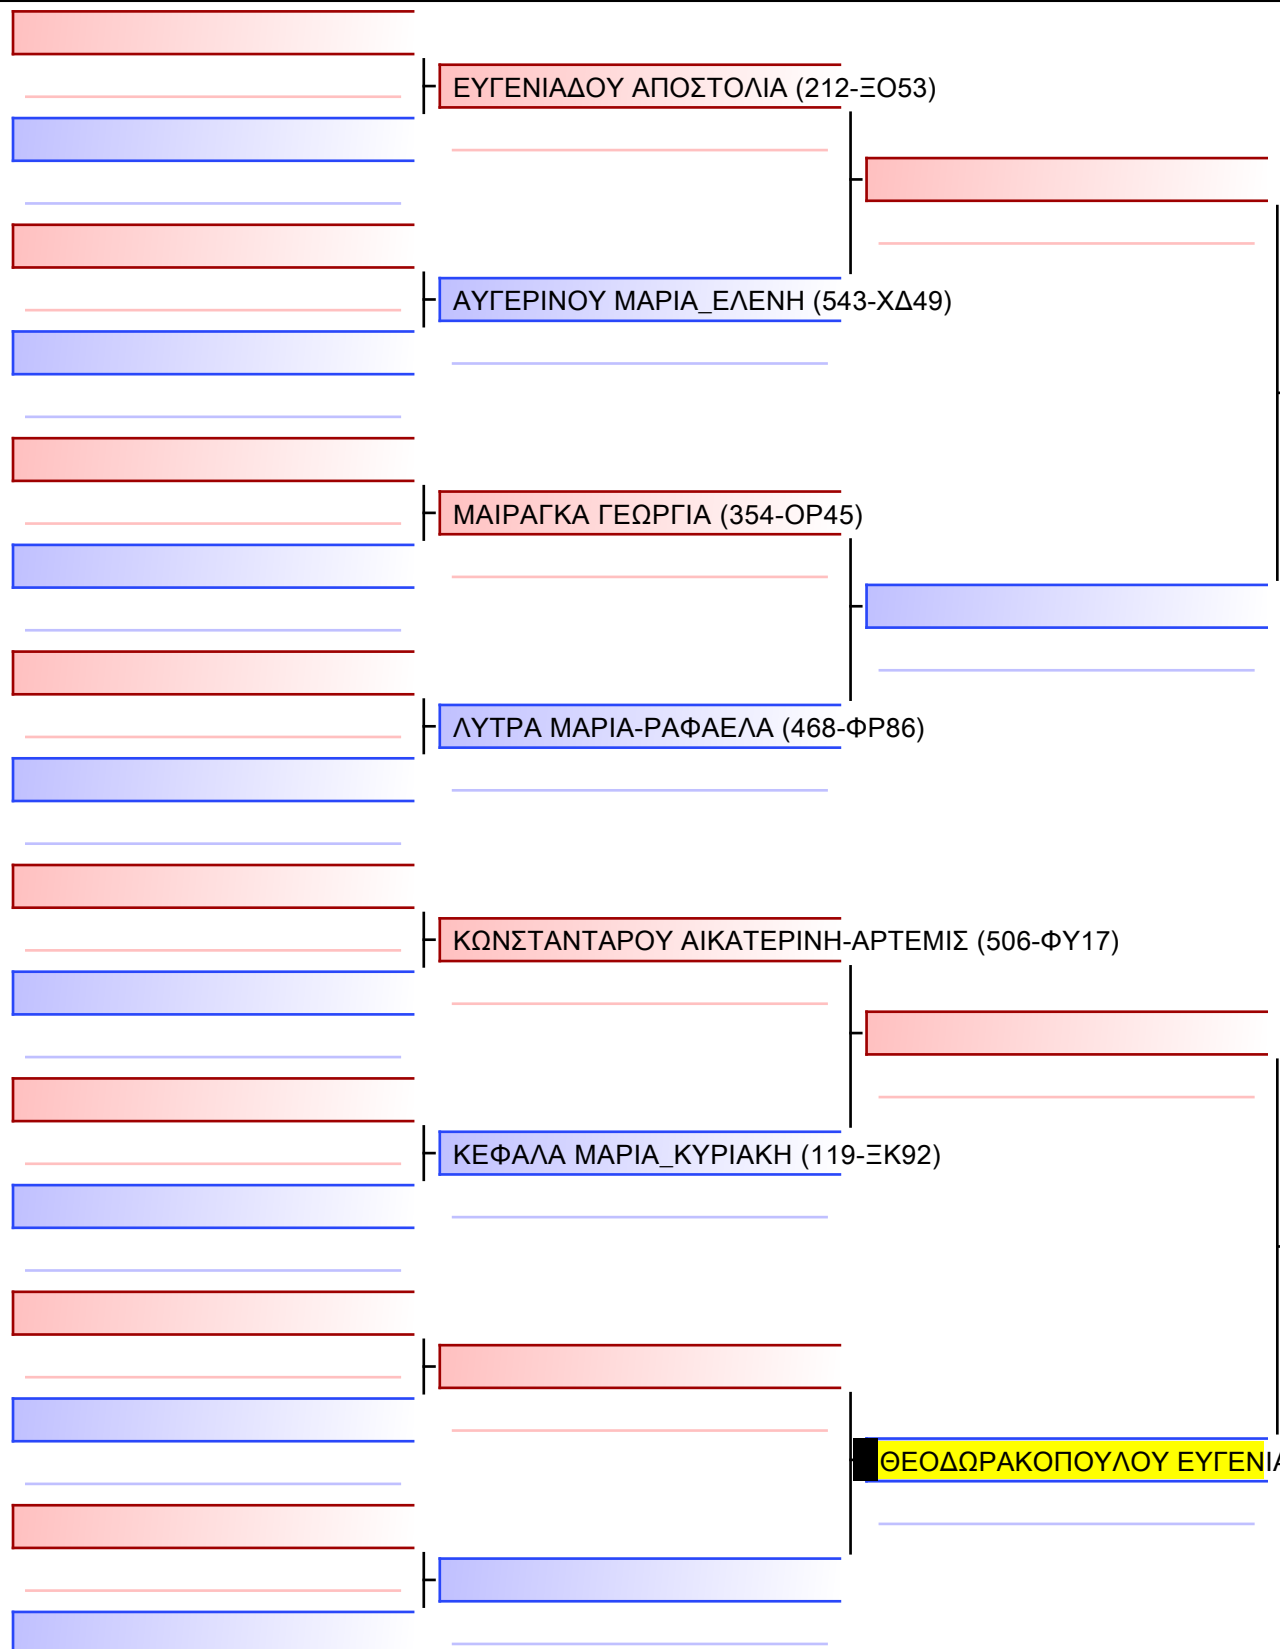 ΕΥΓΕΝΙΑΔΟΥ ΑΠΟΣΤΟΛΙΑ (212-ΞΟ53)
ΑΥΓΕΡΙΝΟΥ ΜΑΡΙΑ_ΕΛΕΝΗ (543-ΧΔ49)
ΜΑΙΡΑΓΚΑ ΓΕΩΡΓΙΑ (354-ΟΡ45)
ΛΥΤΡΑ ΜΑΡΙΑ-ΡΑΦΑΕΛΑ (468-ΦΡ86)
ΚΩΝΣΤΑΝΤΑΡΟΥ ΑΙΚΑΤΕΡΙΝΗ-ΑΡΤΕΜΙΣ (506-ΦΥ17)
ΚΕΦΑΛΑ ΜΑΡΙΑ_ΚΥΡΙΑΚΗ (119-ΞΚ92)
ΘΕΟΔΩΡΑΚΟΠΟΥΛΟΥ ΕΥΓΕΝΙΑ